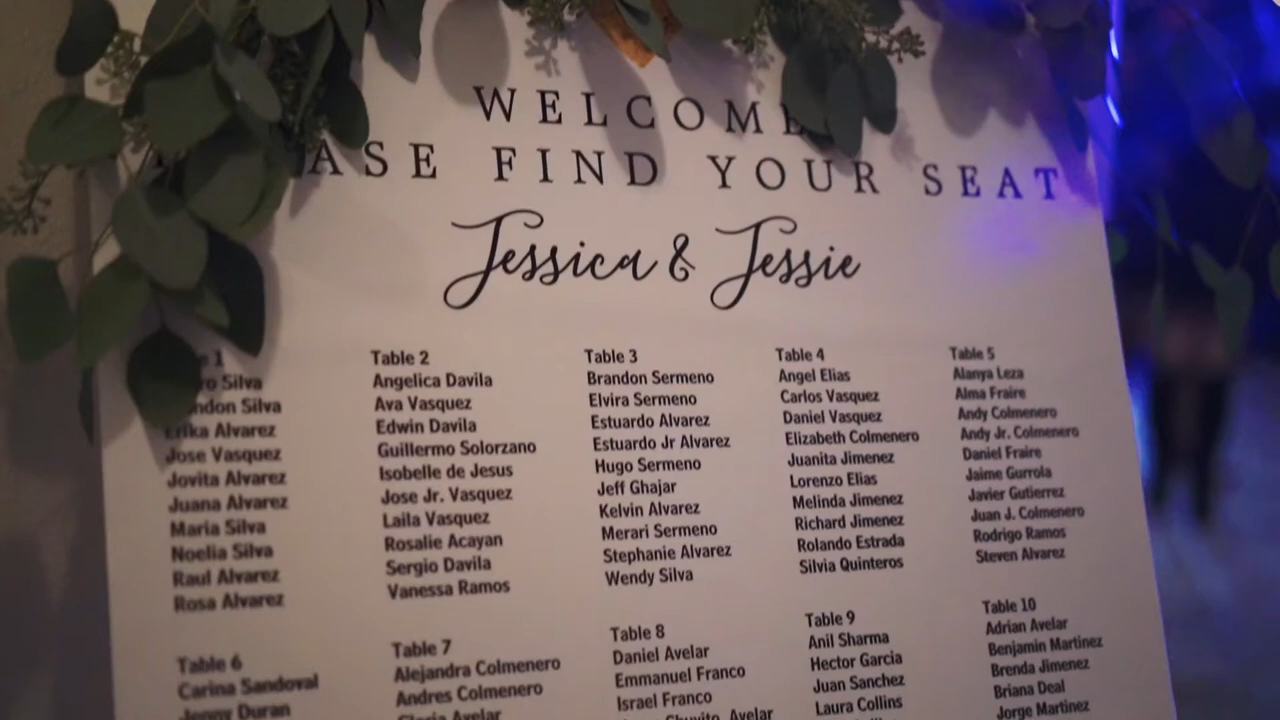 WELCOME
FIND YOUR SEAT
Jessica & Jessie
1
Silva
Silva
Erika Alvarez
Jose Vasquez
Jovita Alvarez
Juana Alvarez
Maria Silva
Noelia Silva
Raul Alvarez
Rosa Alvarez
Table 2
Angelica Davila
Ava Vasquez
Edwin Davila
Guillermo Solorzano
Isobelle de Jesus
Jose Jr. Vasquez
Laila Vasquez
Rosalie Acayan
Sergio Davila
Vanessa Ramos
Table 3
Brandon Sermeno
Elvira Sermeno
Estuardo Alvarez
Estuardo Jr Alvarez
Hugo Sermeno
Jeff Ghajar
Kelvin Alvarez
Merari Sermeno
Stephanie Alvarez
Wendy Silva
Table 4
Angel Elias
Carlos Vasquez
Daniel Vasquez
Elizabeth Colmenero
Juanita Jimenez
Lorenzo Elias
Melinda Jimenez
Richard Jimenez
Rolando Estrada
Silvia Quinteros
Table 5
Alanya Leza
Alma Fraire
Andy Colmenero
Andy Jr. Colmenero
Daniel Fraire
Jaime Gurrola
Javier Gutierrez
Juan J. Colmenero
Rodrigo Ramos
Steven Alvarez
Table 6
Carina Sandoval
Jenny Duran
Table 7
Alejandra Colmenero
Andres Colmenero
Gloria Avelar
Table 8
Daniel Avelar
Emmanuel Franco
Israel Franco
Avelar
Table 9
Anil Sharma
Hector Garcia
Juan Sanchez
Laura Collins
Table 10
Adrian Avelar
Benjamin Martinez
Brenda Jimenez
Briana Deal
Jorge Martinez